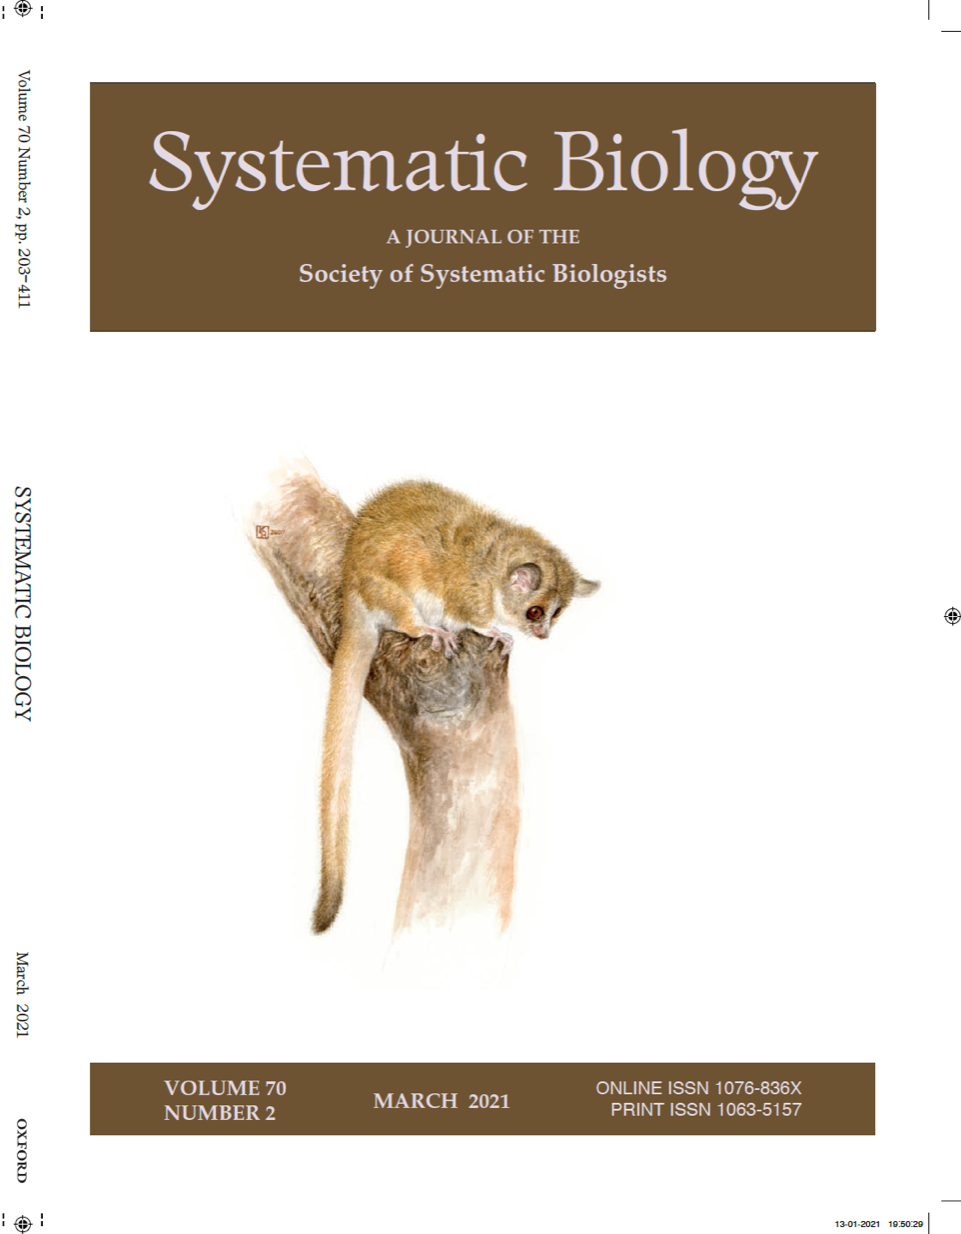 Volume 70 Number 2, pp. 203–411
SYSTEMATIC BIOLOGY
March 2021
OXFORD
Systematic Biology
A JOURNAL OF THE
Society of Systematic Biologists
VOLUME 70
NUMBER 2
MARCH 2021
ONLINE ISSN 1076-836X
PRINT ISSN 1063-5157
13-01-2021 19:50:29